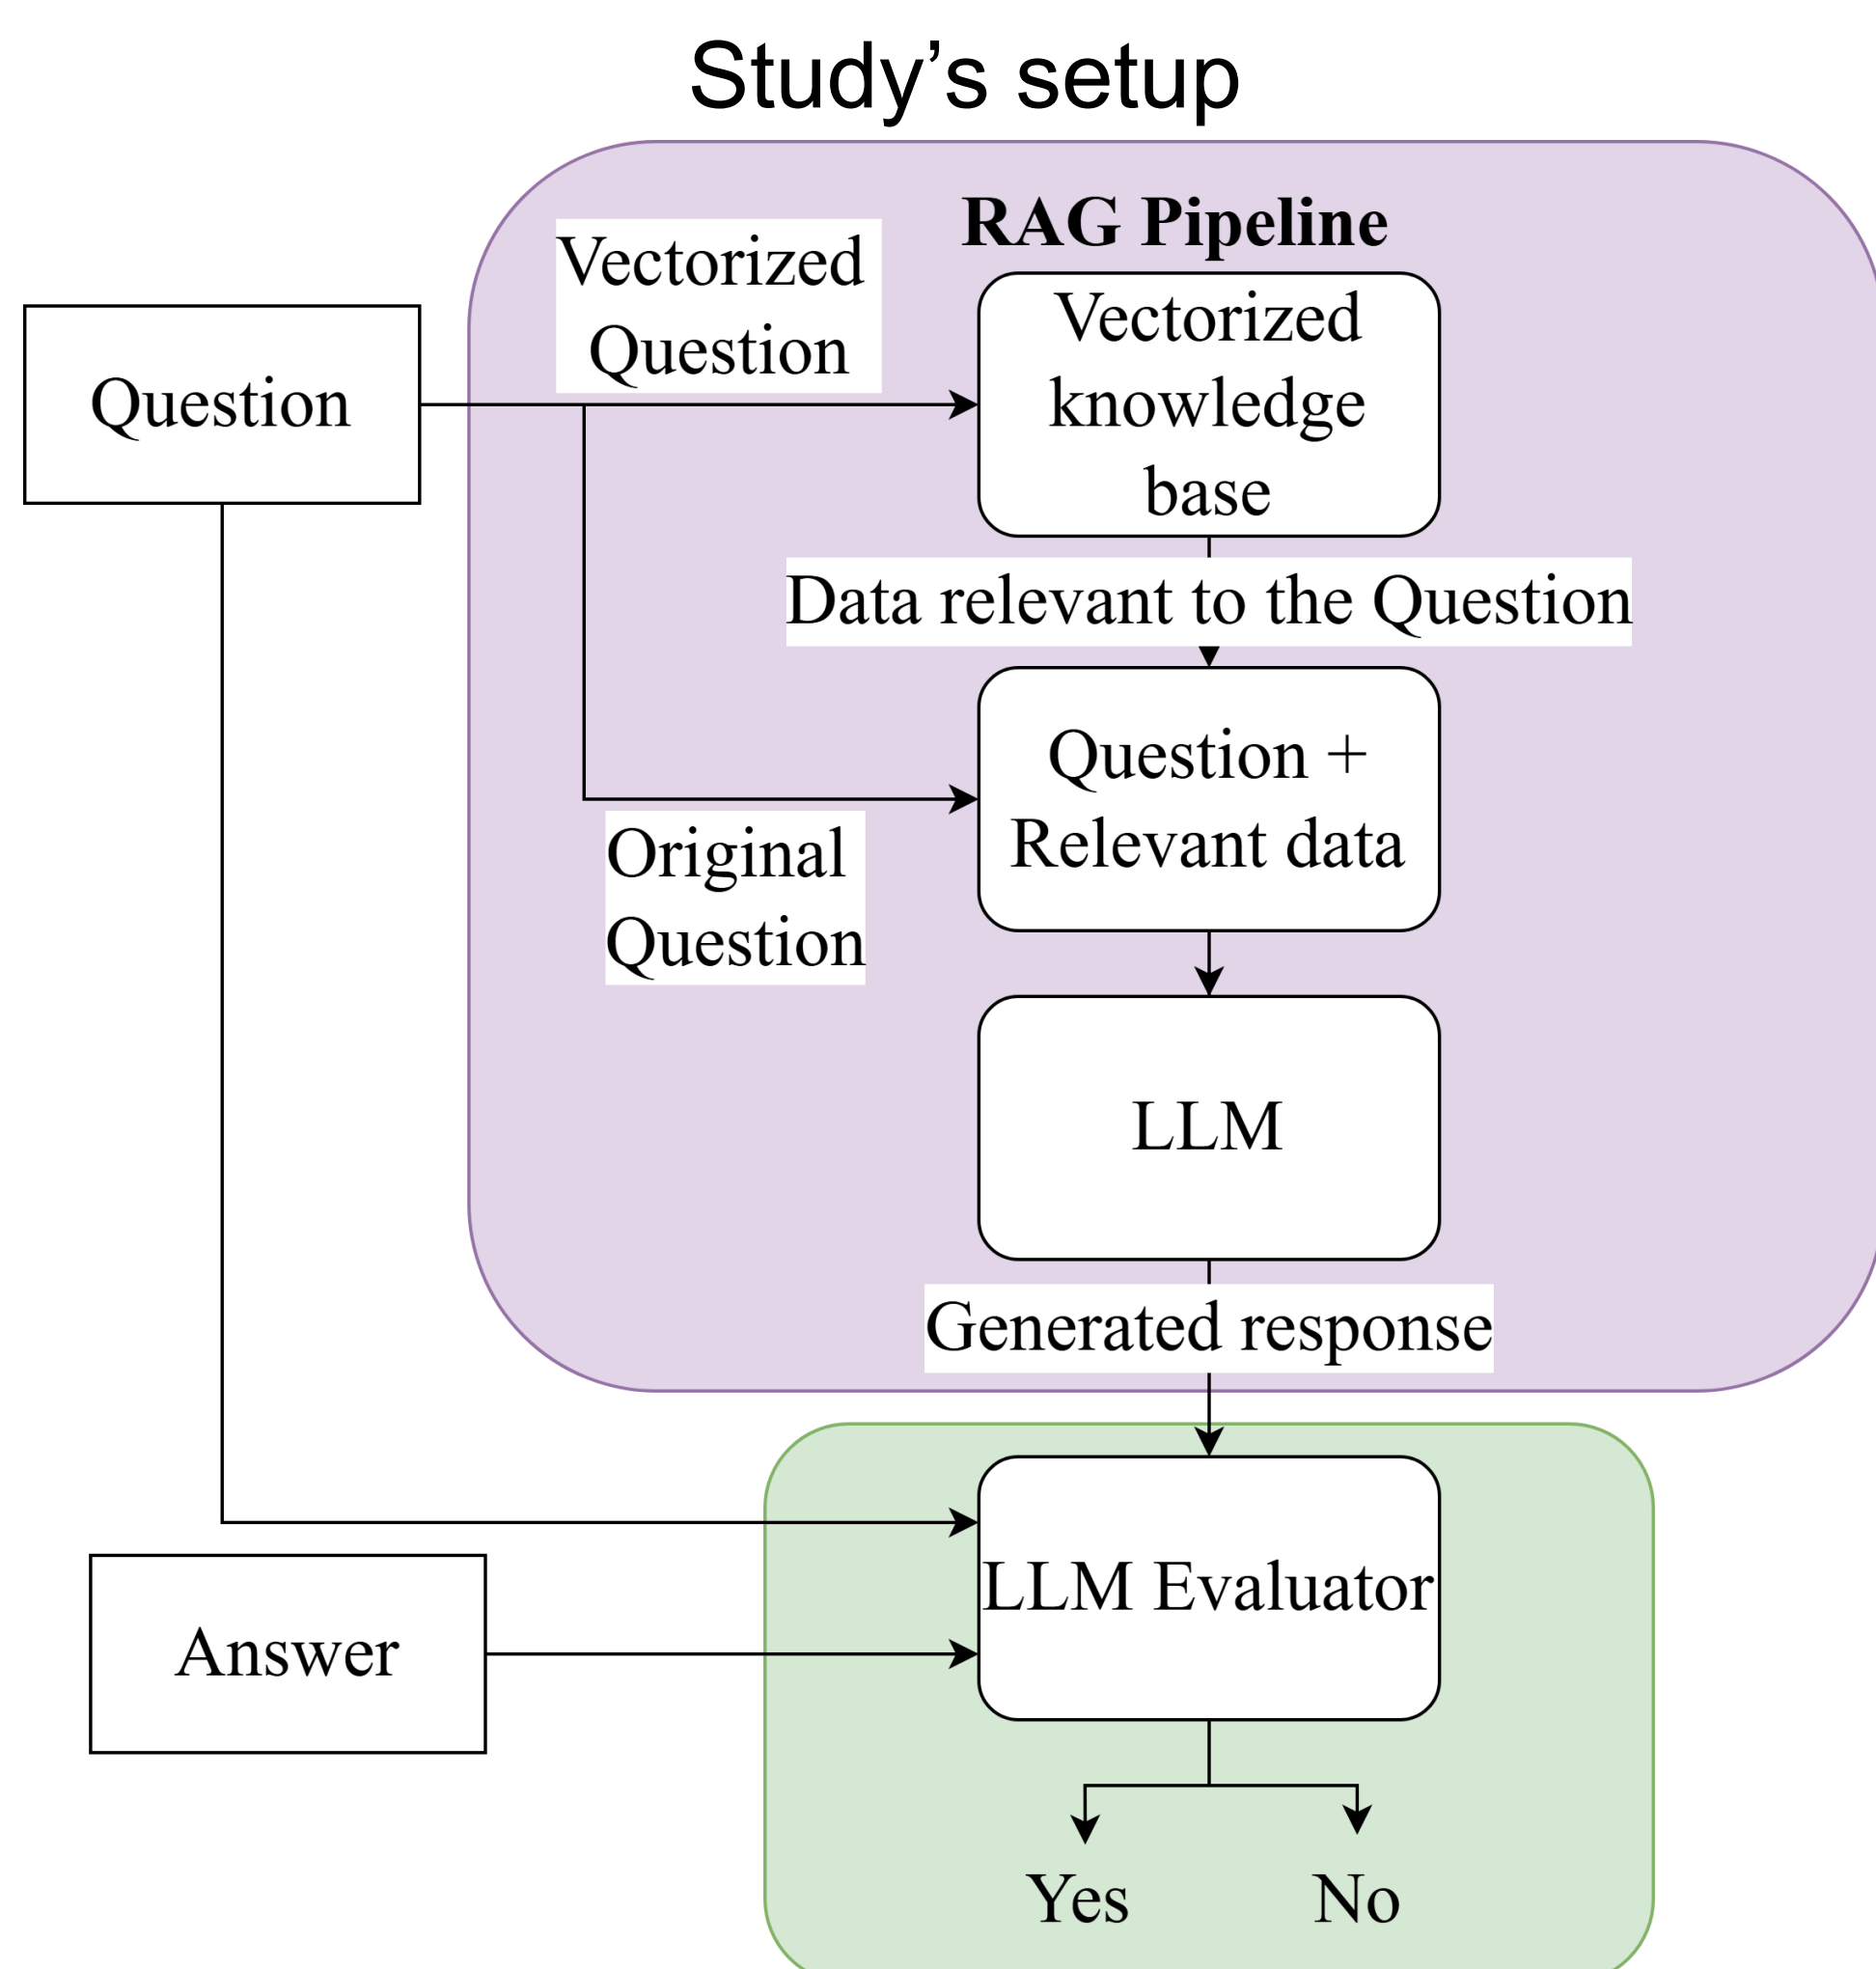 Study’s setup
RAG Pipeline
Vectorized
Question
Question
Vectorized
knowledge
base
Data relevant to the Question
Question +
Relevant data
Original
Question
LLM
Generated response
LLM Evaluator
Answer
Yes
No